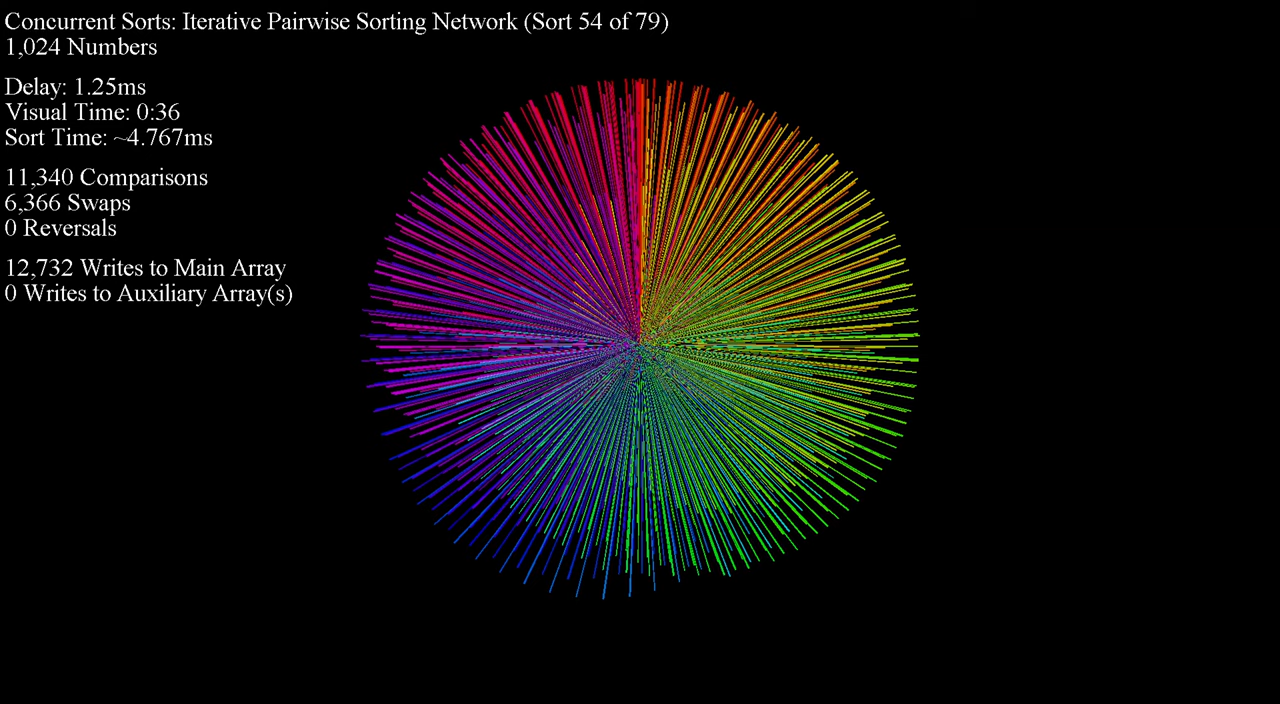 Concurrent Sorts: Iterative Pairwise Sorting Network (Sort 54 of 79)
1,024 Numbers
Delay: 1.25ms
Visual Time: 0:36
Sort Time: ~4.767ms
11,340 Comparisons
6,366 Swaps
0 Reversals
12,732 Writes to Main Array
0 Writes to Auxiliary Array(s)